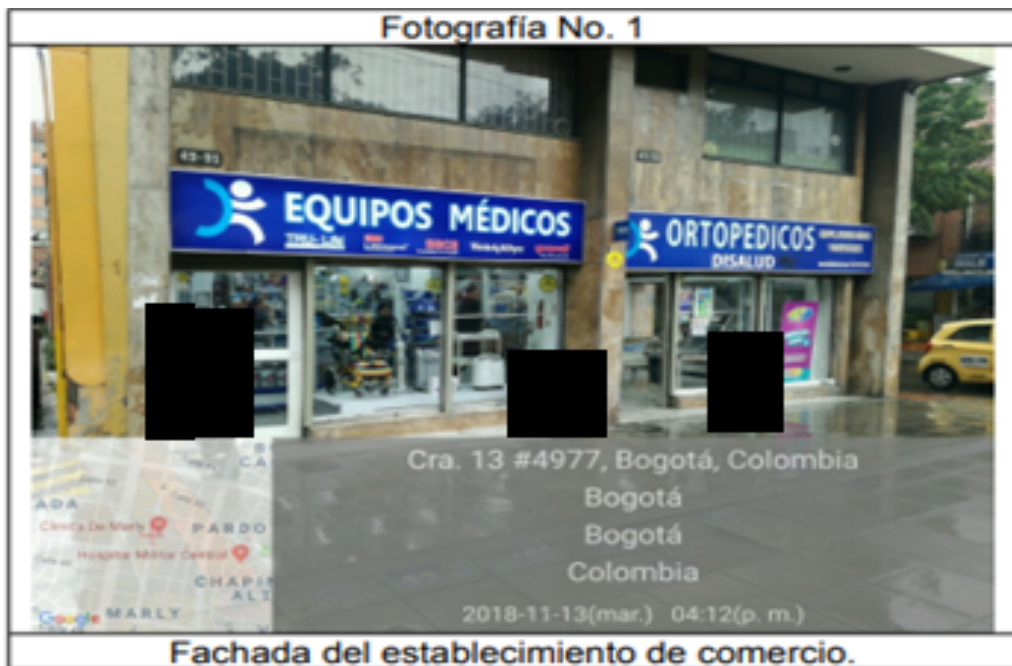 Fotografía No. 1
EQUIPOS MÉDICOS
ORTOPEDICOS
DISALUD
Cra. 13 #4977, Bogotá, Colombia
Bogotá
Bogotá
Colombia
2018-11-13(mar.) 04:12(p. m.)
ADA
Clínica De Marly
PARDO
Hospital Militar Central
CHAPIN
ALT
MARLY
Google
Fachada del establecimiento de comercio.